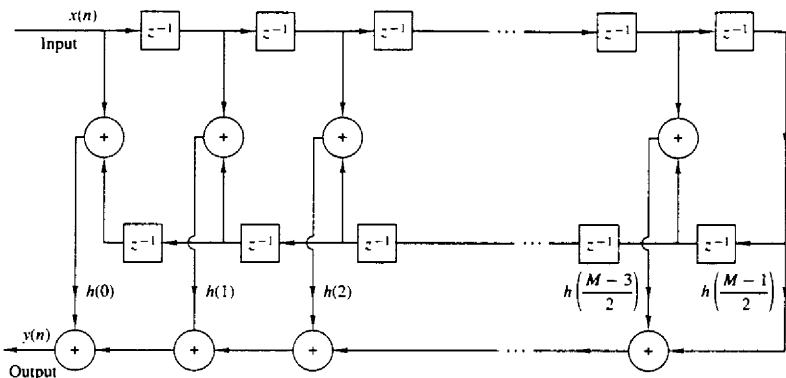 x(n)
Input
z⁻¹ z⁻¹ z⁻¹ ... z⁻¹ z⁻¹
+ + + +
z⁻¹ z⁻¹ z⁻¹ ... z⁻¹ z⁻¹
h(0) h(1) h(2) h((M − 3)/2) h((M − 1)/2)
y(n)
+ + + ... +
Output